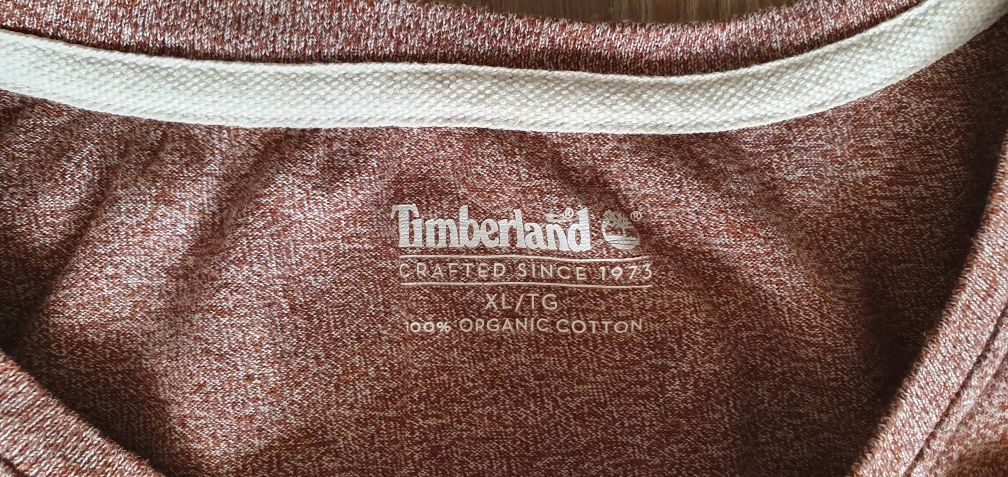 Timberland®
CRAFTED SINCE 1973
XL/TG
100% ORGANIC COTTON